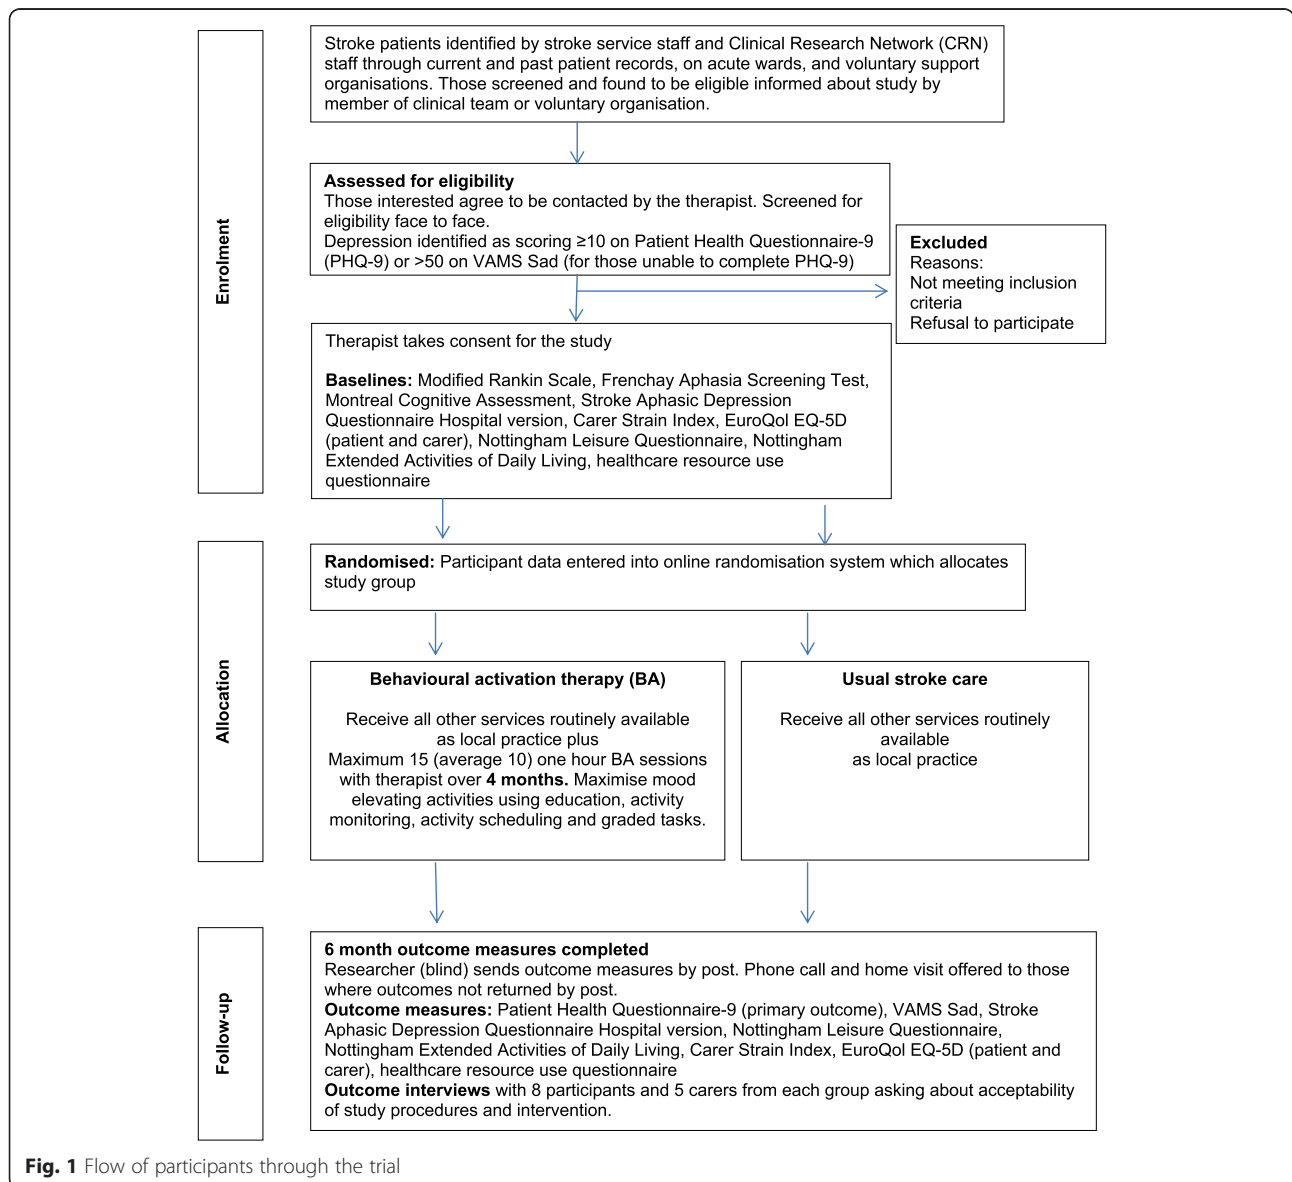 Enrolment
Stroke patients identified by stroke service staff and Clinical Research Network (CRN)
staff through current and past patient records, on acute wards, and voluntary support
organisations. Those screened and found to be eligible informed about study by
member of clinical team or voluntary organisation.
Assessed for eligibility
Those interested agree to be contacted by the therapist. Screened for
eligibility face to face.
Depression identified as scoring ≥10 on Patient Health Questionnaire-9
(PHQ-9) or >50 on VAMS Sad (for those unable to complete PHQ-9)
Excluded
Reasons:
Not meeting inclusion
criteria
Refusal to participate
Therapist takes consent for the study
Baselines: Modified Rankin Scale, Frenchay Aphasia Screening Test,
Montreal Cognitive Assessment, Stroke Aphasic Depression
Questionnaire Hospital version, Carer Strain Index, EuroQol EQ-5D
(patient and carer), Nottingham Leisure Questionnaire, Nottingham
Extended Activities of Daily Living, healthcare resource use
questionnaire
Allocation
Randomised: Participant data entered into online randomisation system which allocates
study group
Behavioural activation therapy (BA)
Receive all other services routinely available
as local practice plus
Maximum 15 (average 10) one hour BA sessions
with therapist over 4 months. Maximise mood
elevating activities using education, activity
monitoring, activity scheduling and graded tasks.
Usual stroke care
Receive all other services routinely
available
as local practice
Follow-up
6 month outcome measures completed
Researcher (blind) sends outcome measures by post. Phone call and home visit offered to those
where outcomes not returned by post.
Outcome measures: Patient Health Questionnaire-9 (primary outcome), VAMS Sad, Stroke
Aphasic Depression Questionnaire Hospital version, Nottingham Leisure Questionnaire,
Nottingham Extended Activities of Daily Living, Carer Strain Index, EuroQol EQ-5D (patient and
carer), healthcare resource use questionnaire
Outcome interviews with 8 participants and 5 carers from each group asking about acceptability
of study procedures and intervention.
Fig. 1 Flow of participants through the trial